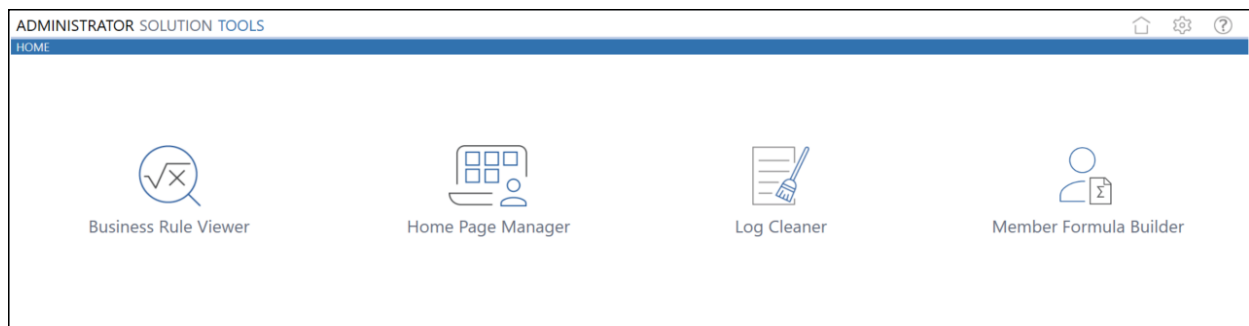 ADMINISTRATOR SOLUTION TOOLS
?
HOME
√x
Business Rule Viewer
Home Page Manager
Log Cleaner
Σ
Member Formula Builder